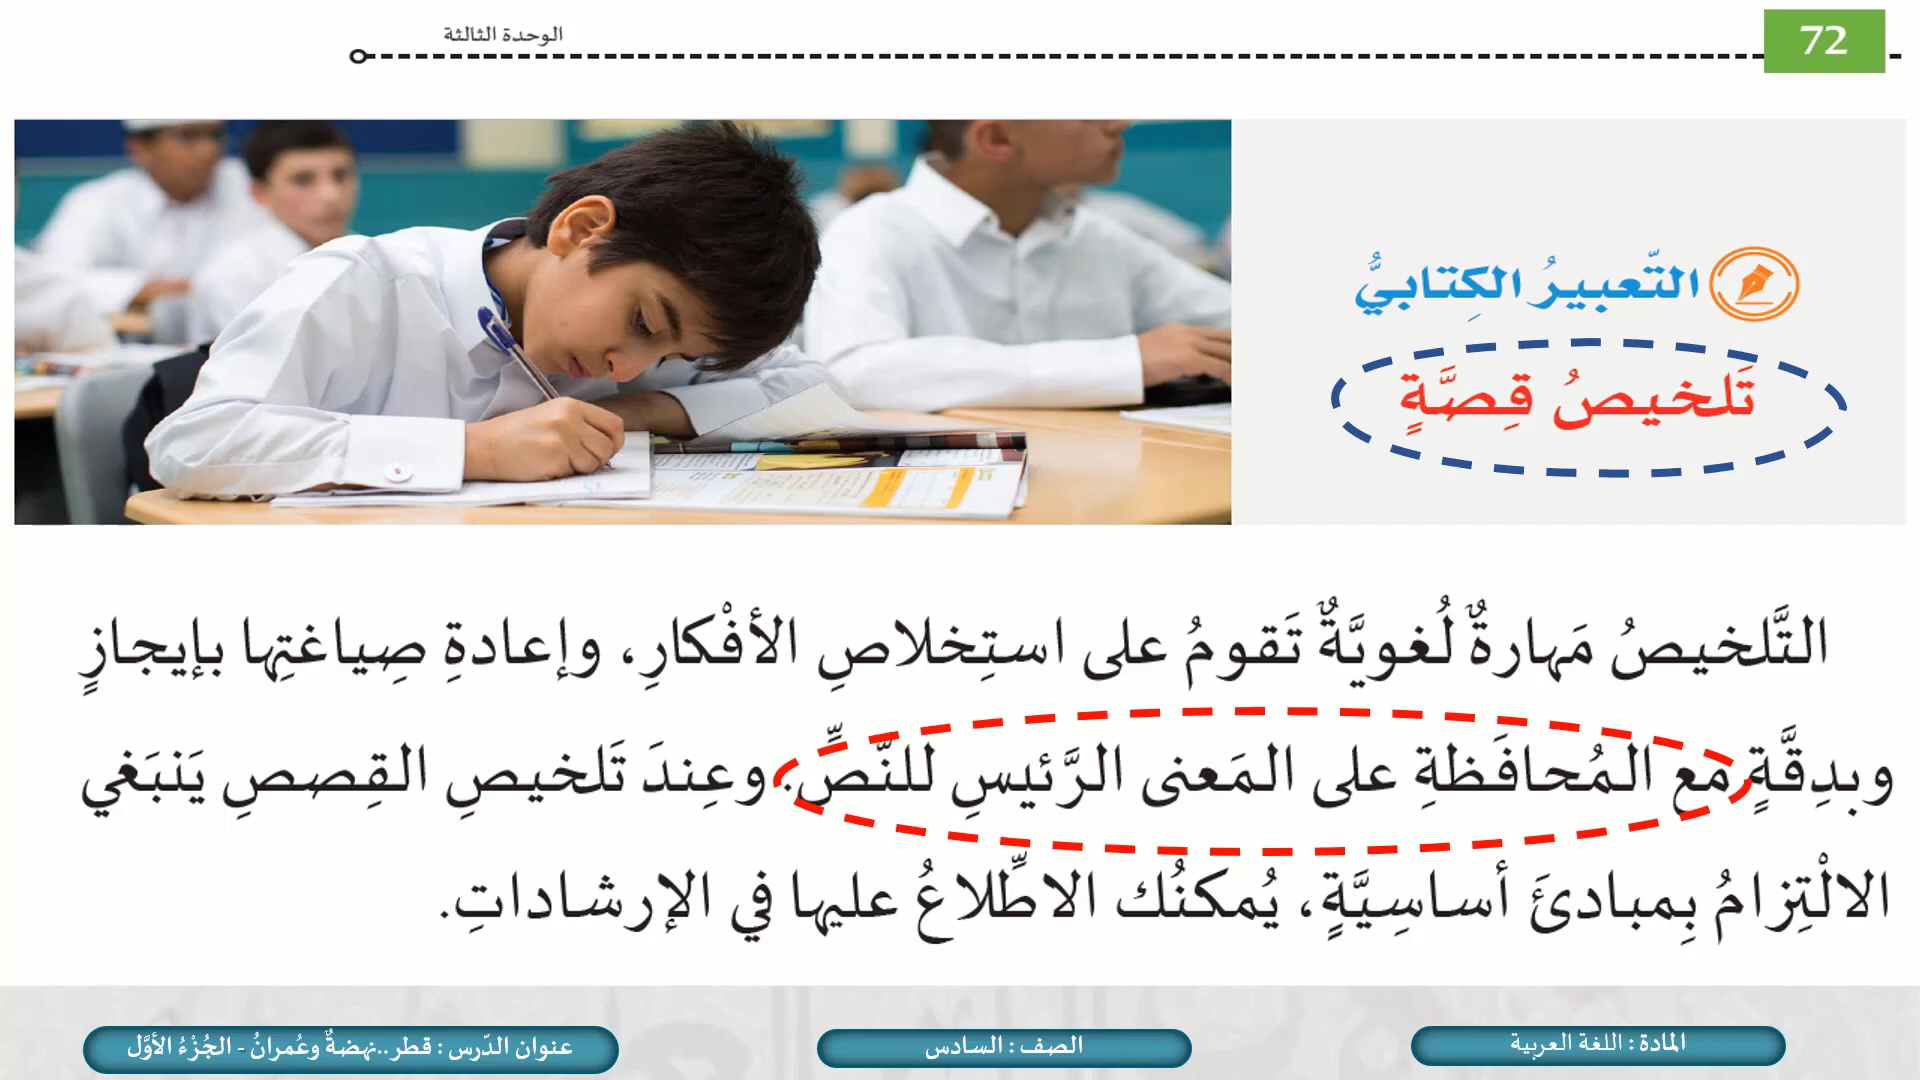 72
الوحدة الثالثة
التّعبيرُ الكِتابيُّ
تَلخيصُ قِصَّةٍ
التَّلخيصُ مَهارةٌ لُغويَّةٌ تَقومُ على استِخلاصِ الأفْكارِ، وإعادةِ صِياغتِها بإيجازٍ
وبدِقَّةٍ مع المُحافَظةِ على المَعنى الرَّئيسِ للنّصِّ. وعِندَ تَلخيصِ القِصصِ يَنبَغي
الالْتِزامُ بِمبادئَ أساسِيَّةٍ، يُمكنُك الاطِّلاعُ عليها في الإرشاداتِ.
المادة : اللغة العربية
الصف : السادس
عنوان الدّرس : قطر..نهضةٌ وعُمرانُ - الجُزْءُ الأوَّل